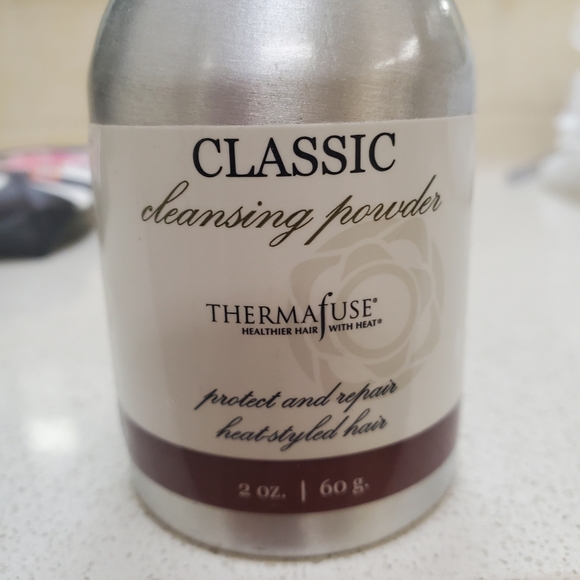 CLASSIC
cleansing powder
THERMAfUSE®
HEALTHIER HAIR WITH HEAT®
protect and repair
heat-styled hair
2 oz. | 60 g.